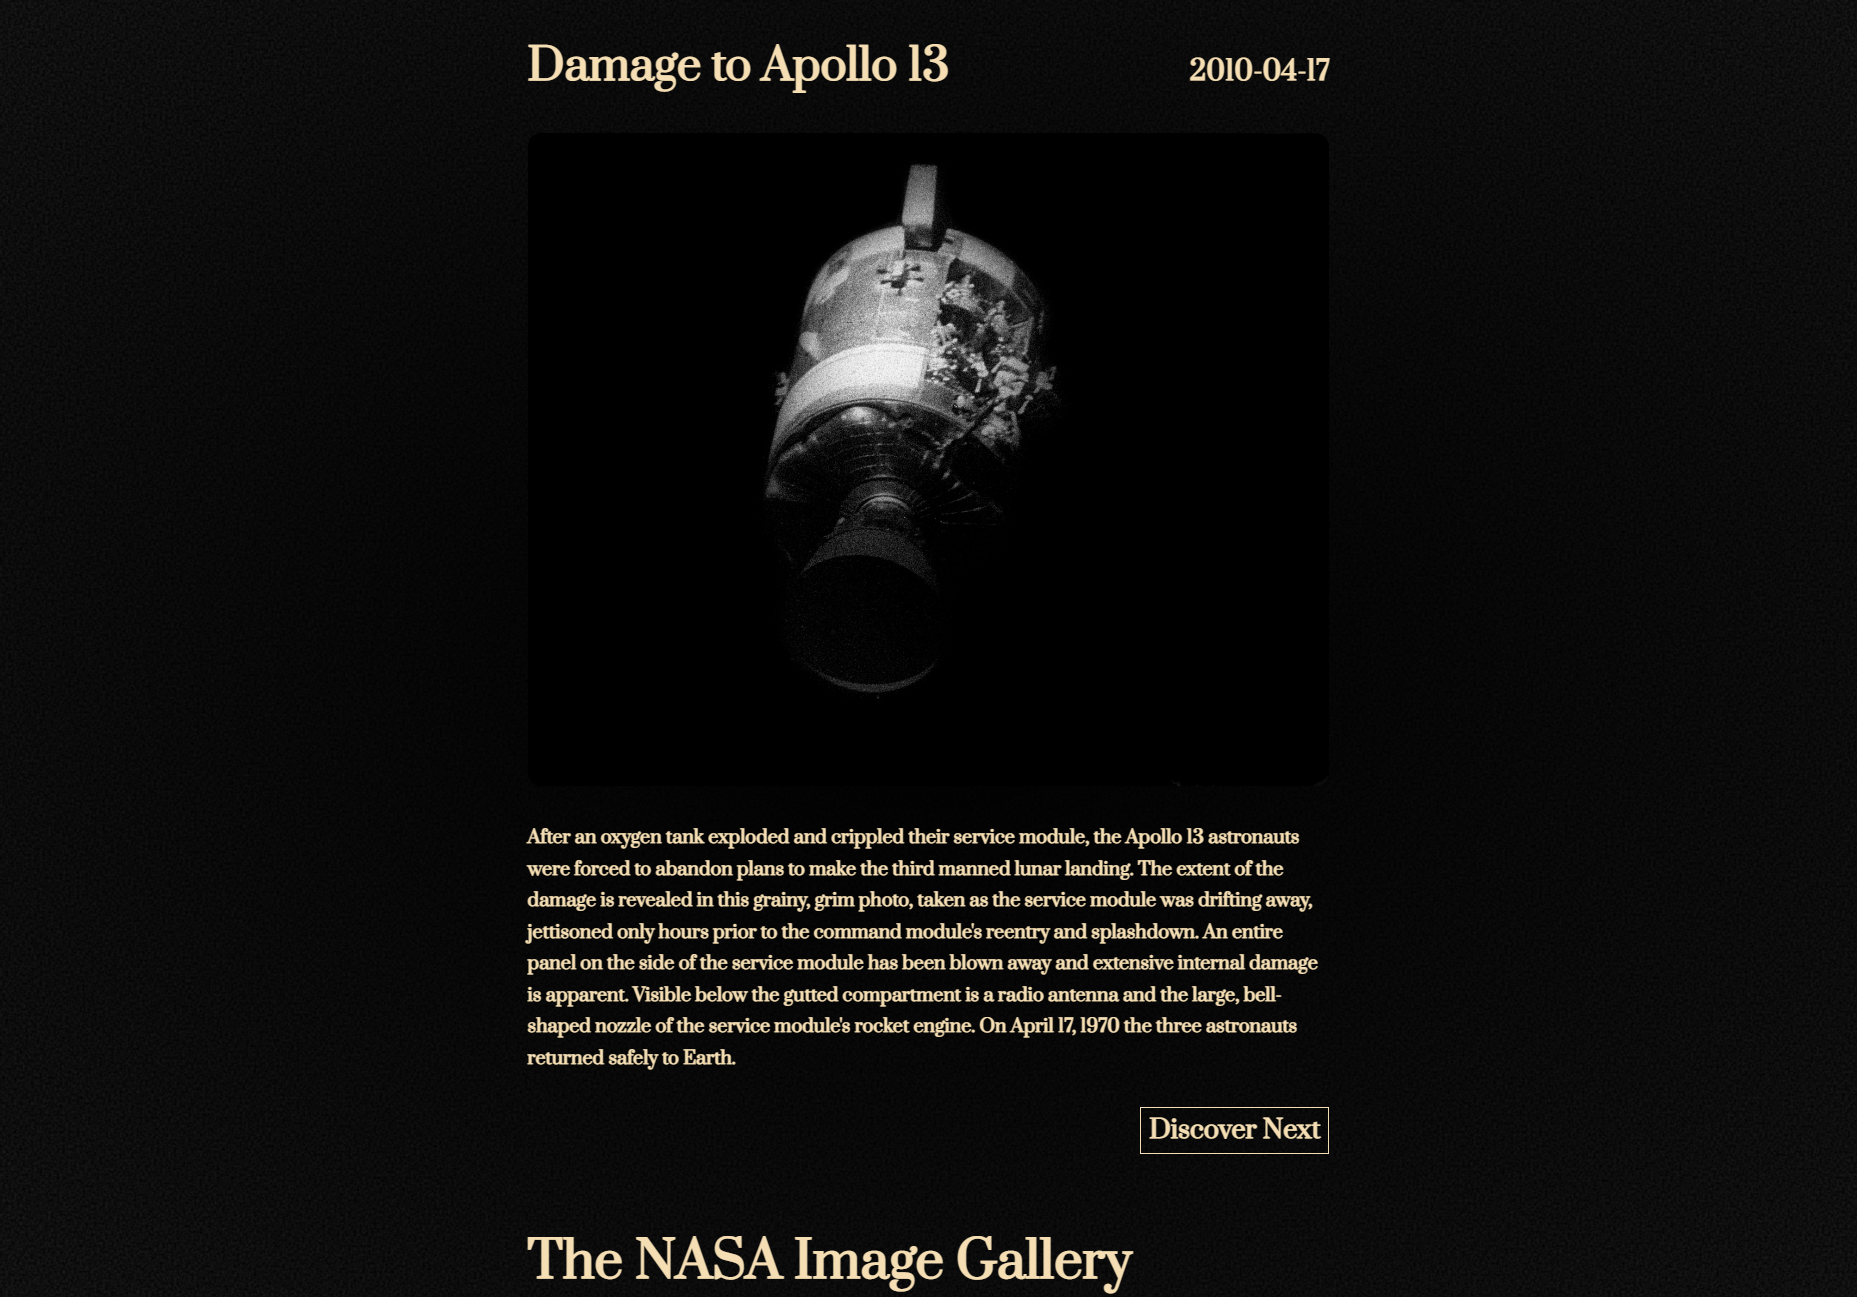 Damage to Apollo 13
2010-04-17
After an oxygen tank exploded and crippled their service module, the Apollo 13 astronauts
were forced to abandon plans to make the third manned lunar landing. The extent of the
damage is revealed in this grainy, grim photo, taken as the service module was drifting away,
jettisoned only hours prior to the command module's reentry and splashdown. An entire
panel on the side of the service module has been blown away and extensive internal damage
is apparent. Visible below the gutted compartment is a radio antenna and the large, bell-
shaped nozzle of the service module's rocket engine. On April 17, 1970 the three astronauts
returned safely to Earth.
Discover Next
The NASA Image Gallery